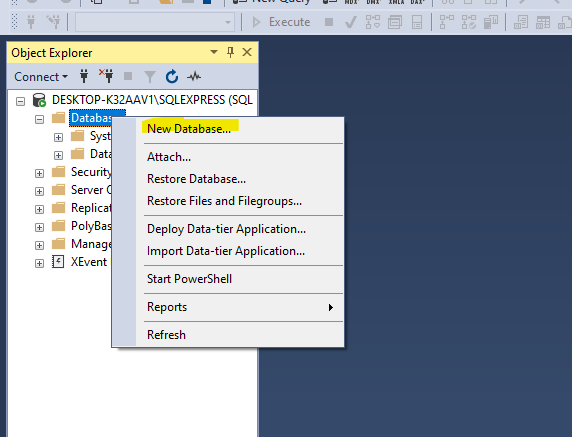 New Query
MDX
DMX
XMLA
DAX
Execute
Object Explorer
Connect
DESKTOP-K32AAV1\SQLEXPRESS (SQL
Databas
New Database...
Syst
Attach...
Data
Security
Restore Database...
Server O
Restore Files and Filegroups...
Replicat
PolyBas
Deploy Data-tier Application...
Manage
Import Data-tier Application...
XEvent
Start PowerShell
Reports
Refresh